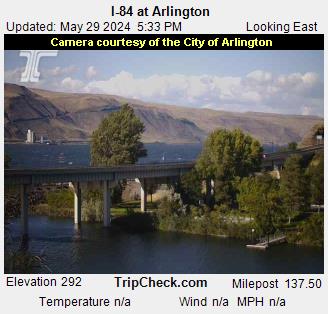 I-84 at Arlington
Updated: May 29 2024 5:33 PM Looking East
Camera courtesy of the City of Arlington
Elevation 292 TripCheck.com Milepost 137.50
Temperature n/a Wind n/a MPH n/a